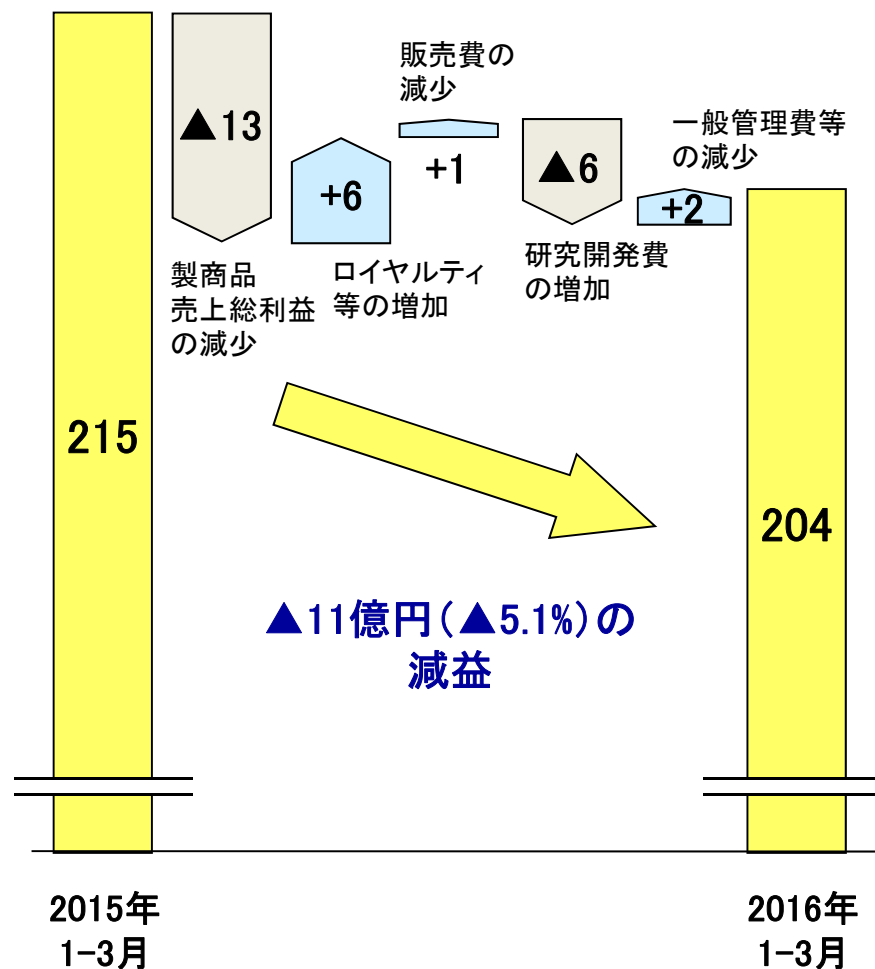 ▲13
製商品
売上総利益
の減少
+6
ロイヤルティ
等の増加
販売費の
減少
+1
▲6
研究開発費
の増加
一般管理費等
の減少
+2
215
204
▲11億円(▲5.1%)の
減益
2015年
1-3月
2016年
1-3月